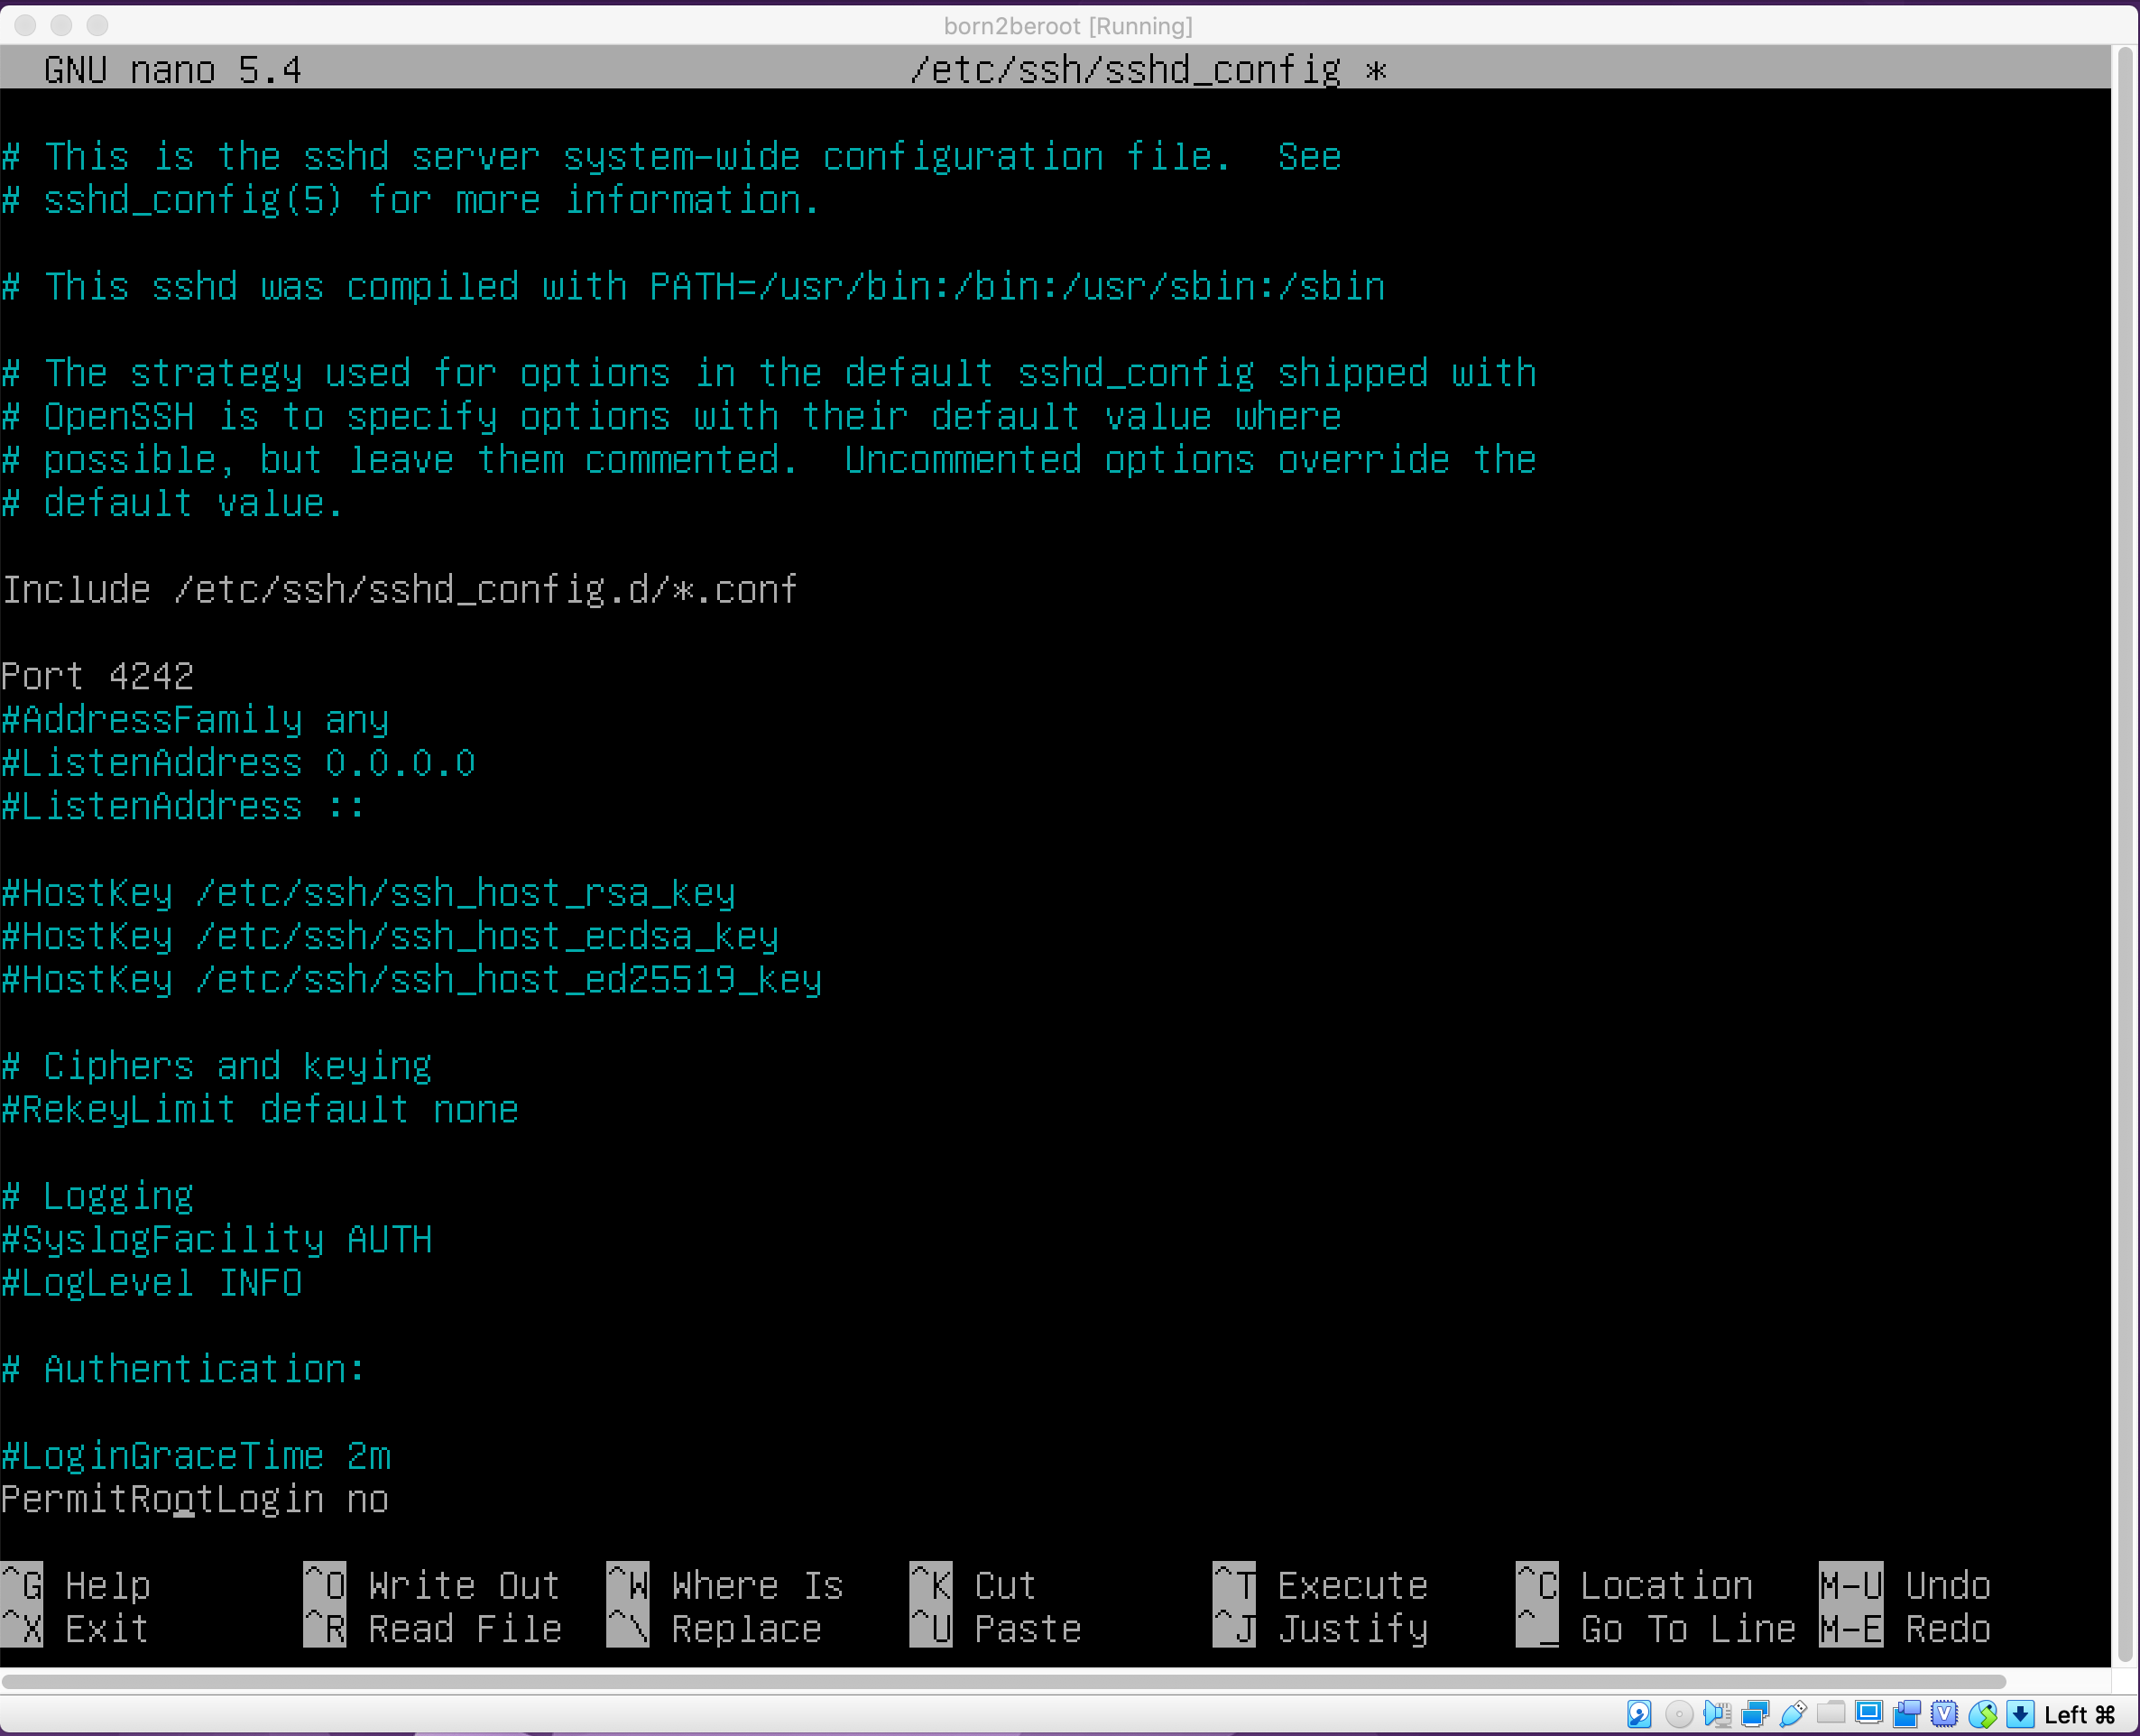 born2beroot [Running]
GNU nano 5.4 /etc/ssh/sshd_config *
# This is the sshd server system-wide configuration file.  See
# sshd_config(5) for more information.
# This sshd was compiled with PATH=/usr/bin:/bin:/usr/sbin:/sbin
# The strategy used for options in the default sshd_config shipped with
# OpenSSH is to specify options with their default value where
# possible, but leave them commented.  Uncommented options override the
# default value.
Include /etc/ssh/sshd_config.d/*.conf
Port 4242
#AddressFamily any
#ListenAddress 0.0.0.0
#ListenAddress ::
#HostKey /etc/ssh/ssh_host_rsa_key
#HostKey /etc/ssh/ssh_host_ecdsa_key
#HostKey /etc/ssh/ssh_host_ed25519_key
# Ciphers and keying
#RekeyLimit default none
# Logging
#SyslogFacility AUTH
#LogLevel INFO
# Authentication:
#LoginGraceTime 2m
PermitRootLogin no
^G Help ^O Write Out ^W Where Is ^K Cut ^T Execute ^C Location M-U Undo
^X Exit ^R Read File ^\ Replace ^U Paste ^J Justify ^_ Go To Line M-E Redo
Left ⌘